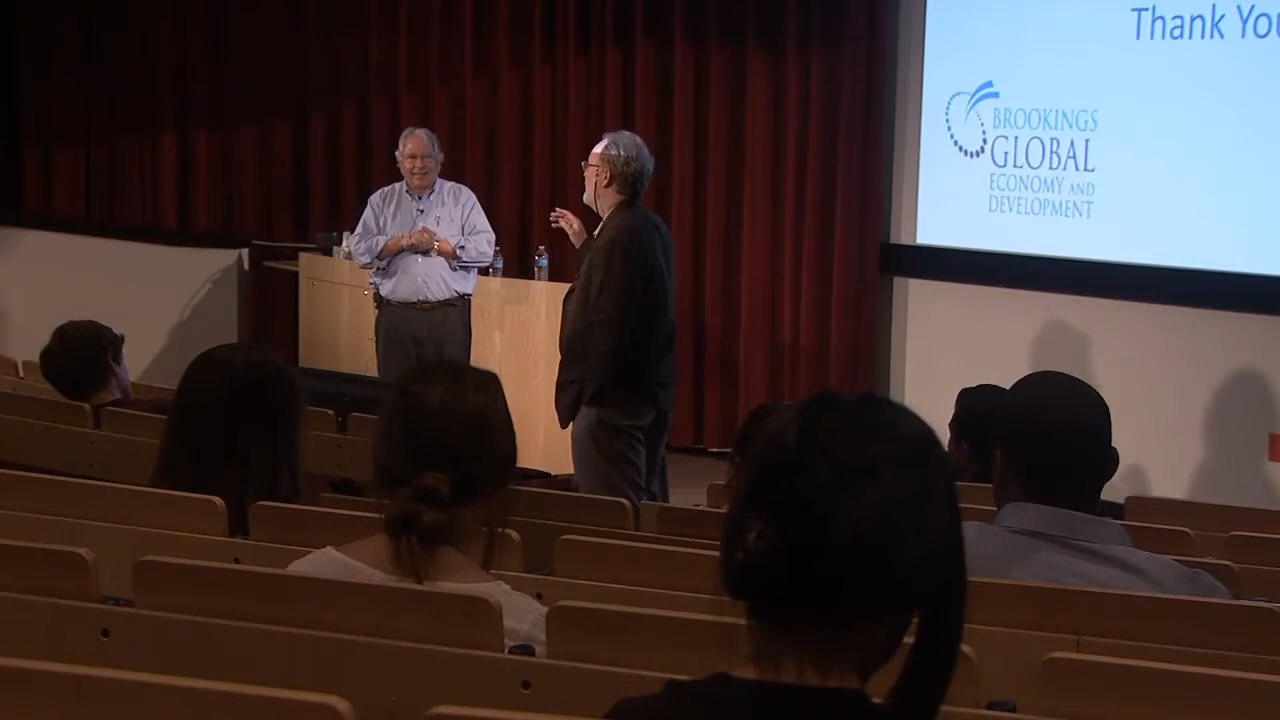 Thank You
BROOKINGS
GLOBAL
ECONOMY AND
DEVELOPMENT